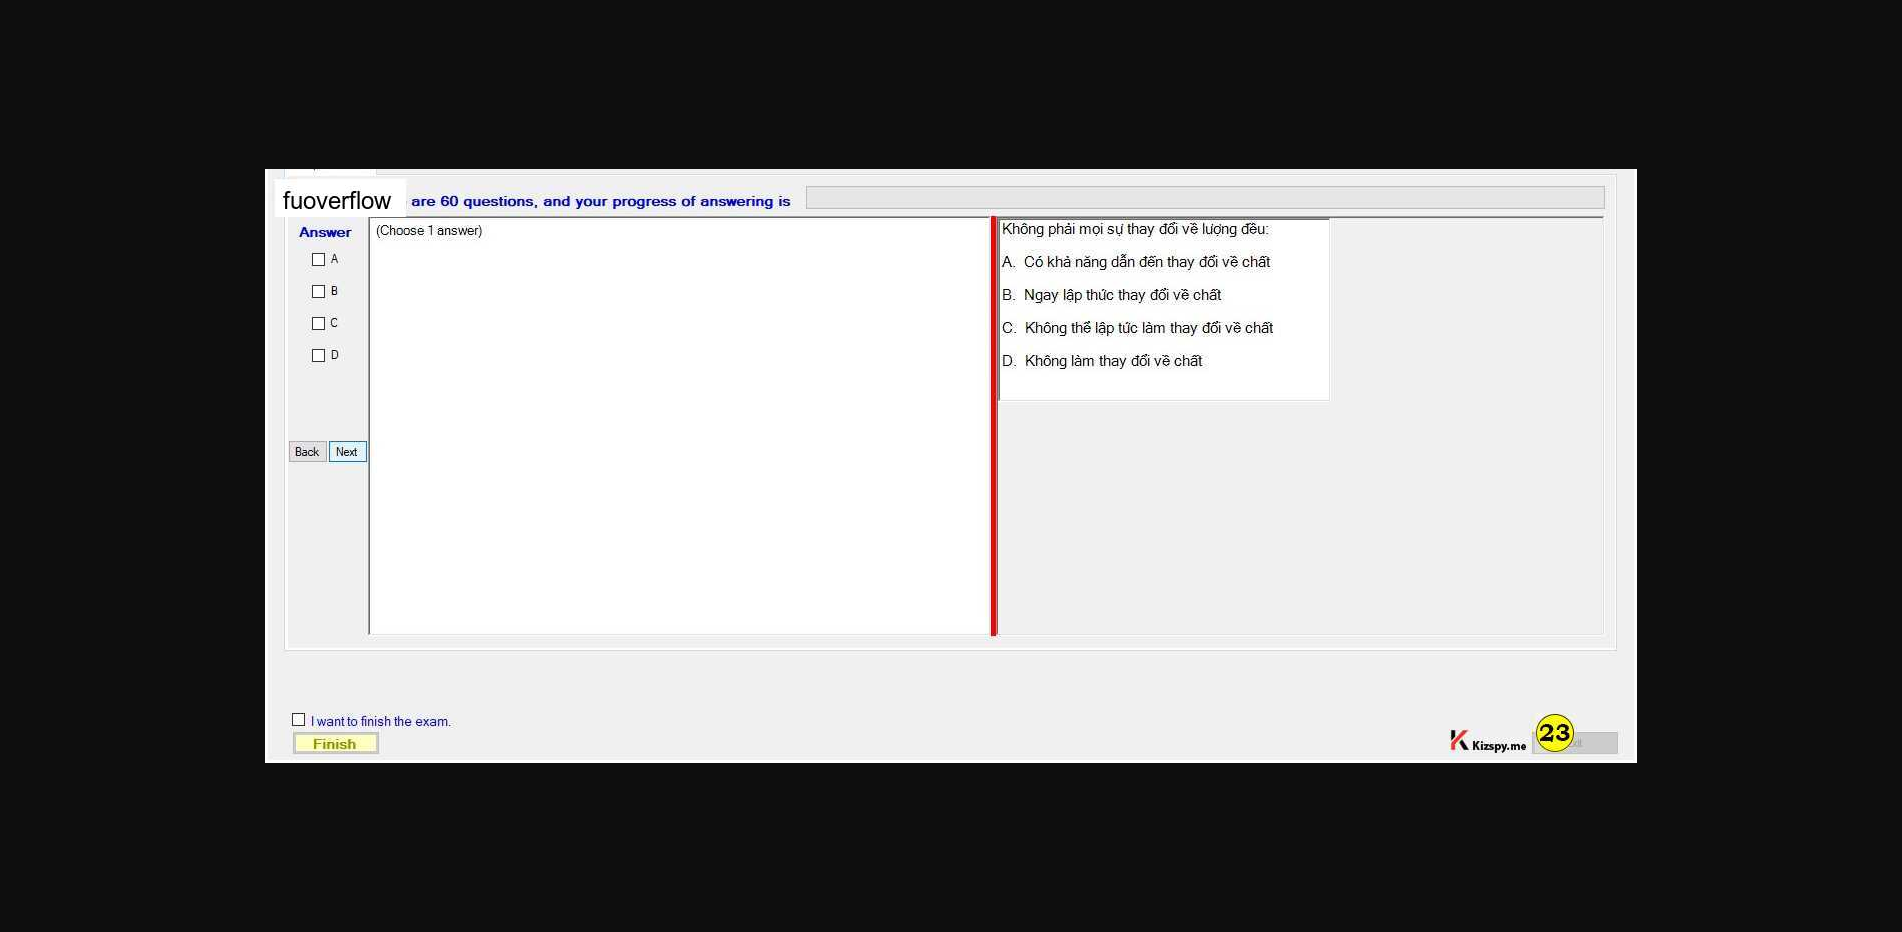 fuoverflow are 60 questions, and your progress of answering is
Answer
(Choose 1 answer)
A
B
C
D
Back Next
Không phải mọi sự thay đổi về lượng đều:
A. Có khả năng dẫn đến thay đổi về chất
B. Ngay lập thức thay đổi về chất
C. Không thể lập tức làm thay đổi về chất
D. Không làm thay đổi về chất
I want to finish the exam.
Finish
Kizspy.me
23